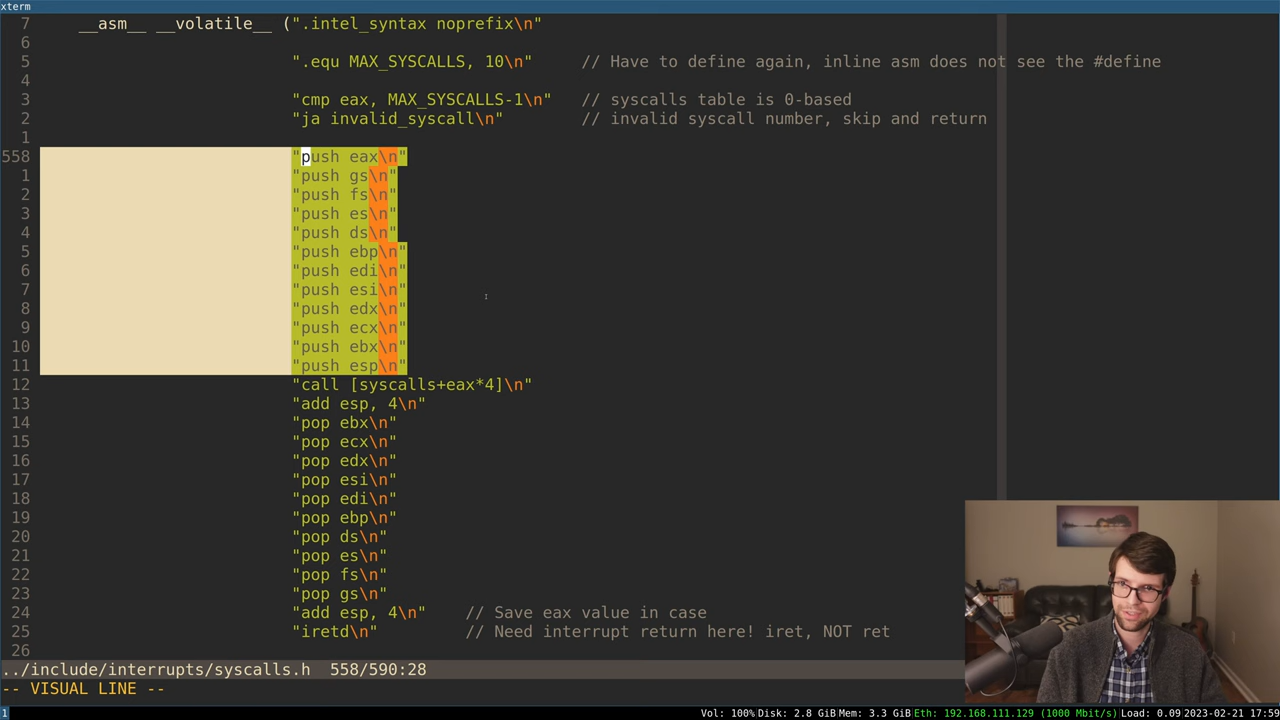 xterm
7 __asm__ __volatile__ (".intel_syntax noprefix\n"
6
5 ".equ MAX_SYSCALLS, 10\n" // Have to define again, inline asm does not see the #define
4
3 "cmp eax, MAX_SYSCALLS-1\n" // syscalls table is 0-based
2 "ja invalid_syscall\n" // invalid syscall number, skip and return
1
558 "push eax\n"
1 "push gs\n"
2 "push fs\n"
3 "push es\n"
4 "push ds\n"
5 "push ebp\n"
6 "push edi\n"
7 "push esi\n"
8 "push edx\n"
9 "push ecx\n"
10 "push ebx\n"
11 "push esp\n"
12 "call [syscalls+eax*4]\n"
13 "add esp, 4\n"
14 "pop ebx\n"
15 "pop ecx\n"
16 "pop edx\n"
17 "pop esi\n"
18 "pop edi\n"
19 "pop ebp\n"
20 "pop ds\n"
21 "pop es\n"
22 "pop fs\n"
23 "pop gs\n"
24 "add esp, 4\n" // Save eax value in case
25 "iretd\n" // Need interrupt return here! iret, NOT ret
26
../include/interrupts/syscalls.h 558/590:28
-- VISUAL LINE --
1 Vol: 100% Disk: 2.8 GiB Mem: 3.3 GiB Eth: 192.168.111.129 (1000 Mbit/s) Load: 0.09 2023-02-21 17:59